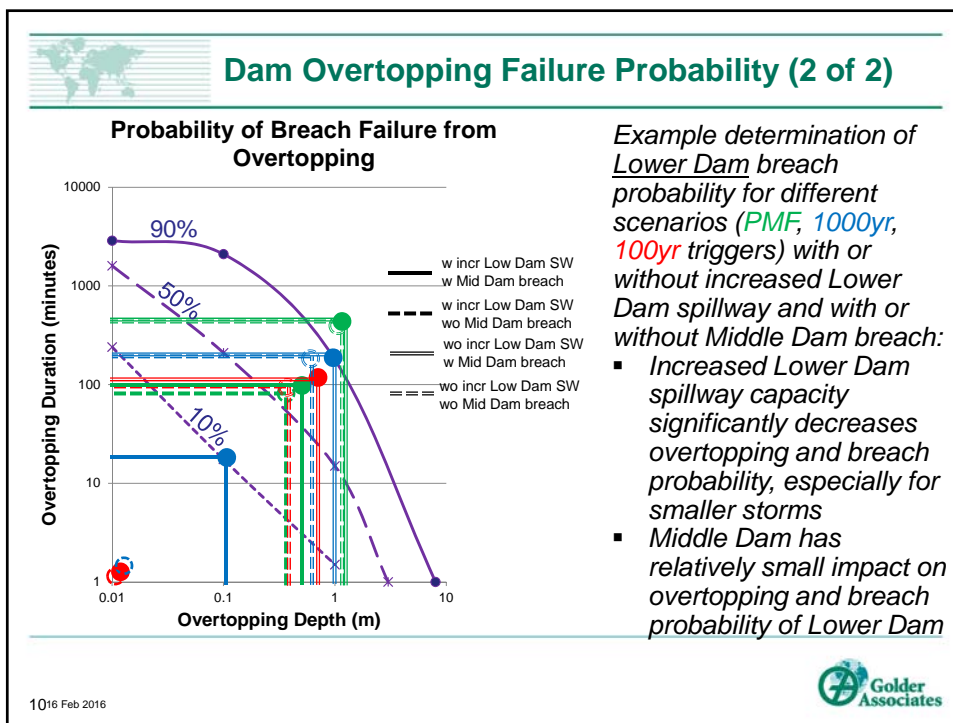 Dam Overtopping Failure Probability (2 of 2)
Probability of Breach Failure from
Overtopping
Overtopping Duration (minutes)
10000
1000
100
10
1
90%
50%
10%
0.01
0.1
1
10
Overtopping Depth (m)
w incr Low Dam SW
w Mid Dam breach
w incr Low Dam SW
wo Mid Dam breach
wo incr Low Dam SW
w Mid Dam breach
wo incr Low Dam SW
wo Mid Dam breach
Example determination of
Lower Dam breach
probability for different
scenarios (PMF, 1000yr,
100yr triggers) with or
without increased Lower
Dam spillway and with or
without Middle Dam breach:
▪ Increased Lower Dam
spillway capacity
significantly decreases
overtopping and breach
probability, especially for
smaller storms
▪ Middle Dam has
relatively small impact on
overtopping and breach
probability of Lower Dam
10 16 Feb 2016
Golder
Associates